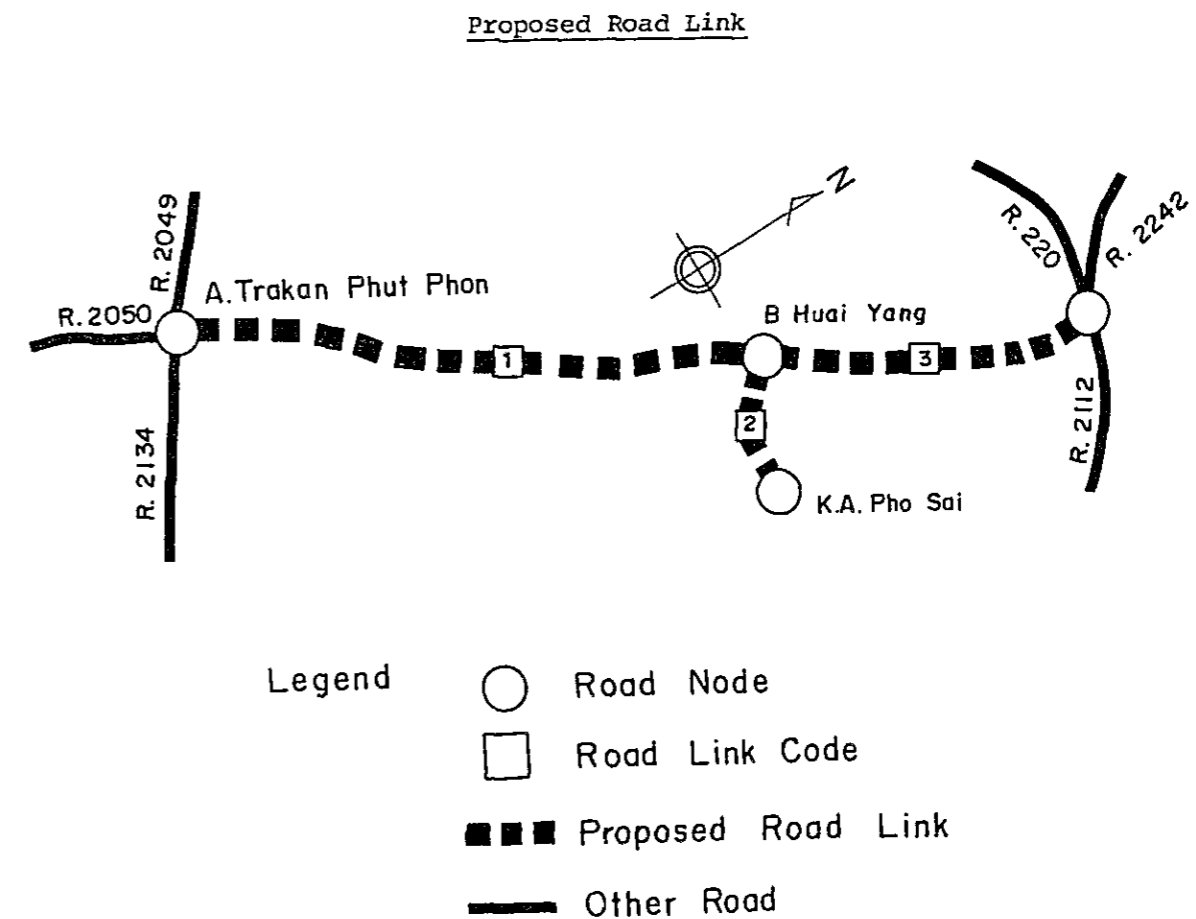 Proposed Road Link
N
R. 2049
R. 2050
A. Trakan Phut Phon
R. 2134
1
B Huai Yang
2
K.A. Pho Sai
3
R. 220
R. 2242
R. 2112
Legend
Road Node
Road Link Code
Proposed Road Link
Other Road